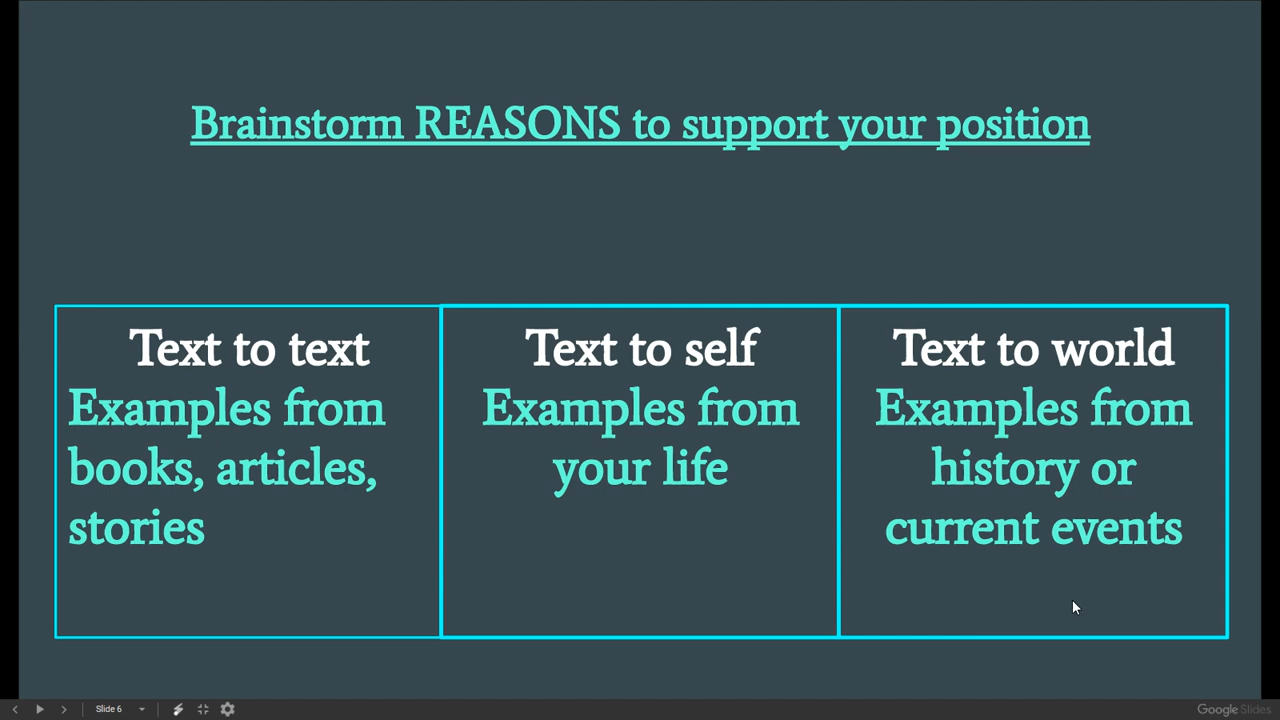 Brainstorm REASONS to support your position
Text to text
Examples from
books, articles,
stories
Text to self
Examples from
your life
Text to world
Examples from
history or
current events
Slide 6
Google Slides